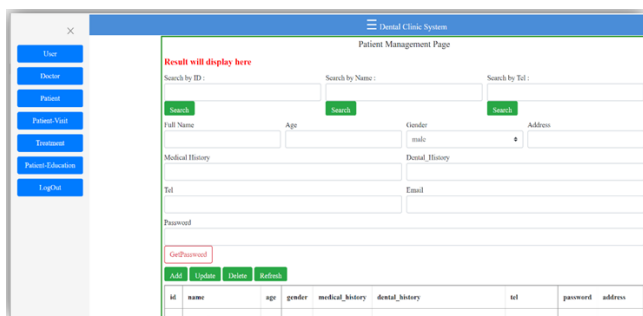 ☰ Dental Clinic System
×
User
Doctor
Patient
Patient-Visit
Treatment
Patient-Education
LogOut
Patient Management Page
Result will display here
Search by ID : Search by Name : Search by Tel :
Search Search Search
Full Name Age Gender Address
male
Medical History Dental_History
Tel Email
Password
GetPassword
Add Update Delete Refresh
id name age gender medical_history dental_history tel password address